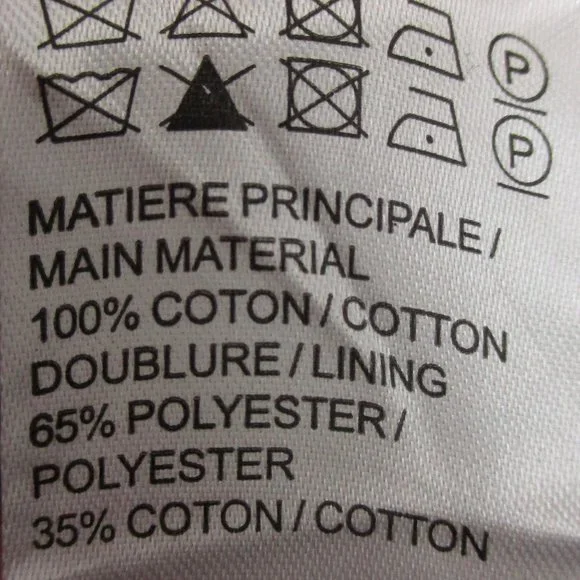 P
P
MATIERE PRINCIPALE /
MAIN MATERIAL
100% COTON / COTTON
DOUBLURE / LINING
65% POLYESTER /
POLYESTER
35% COTON / COTTON